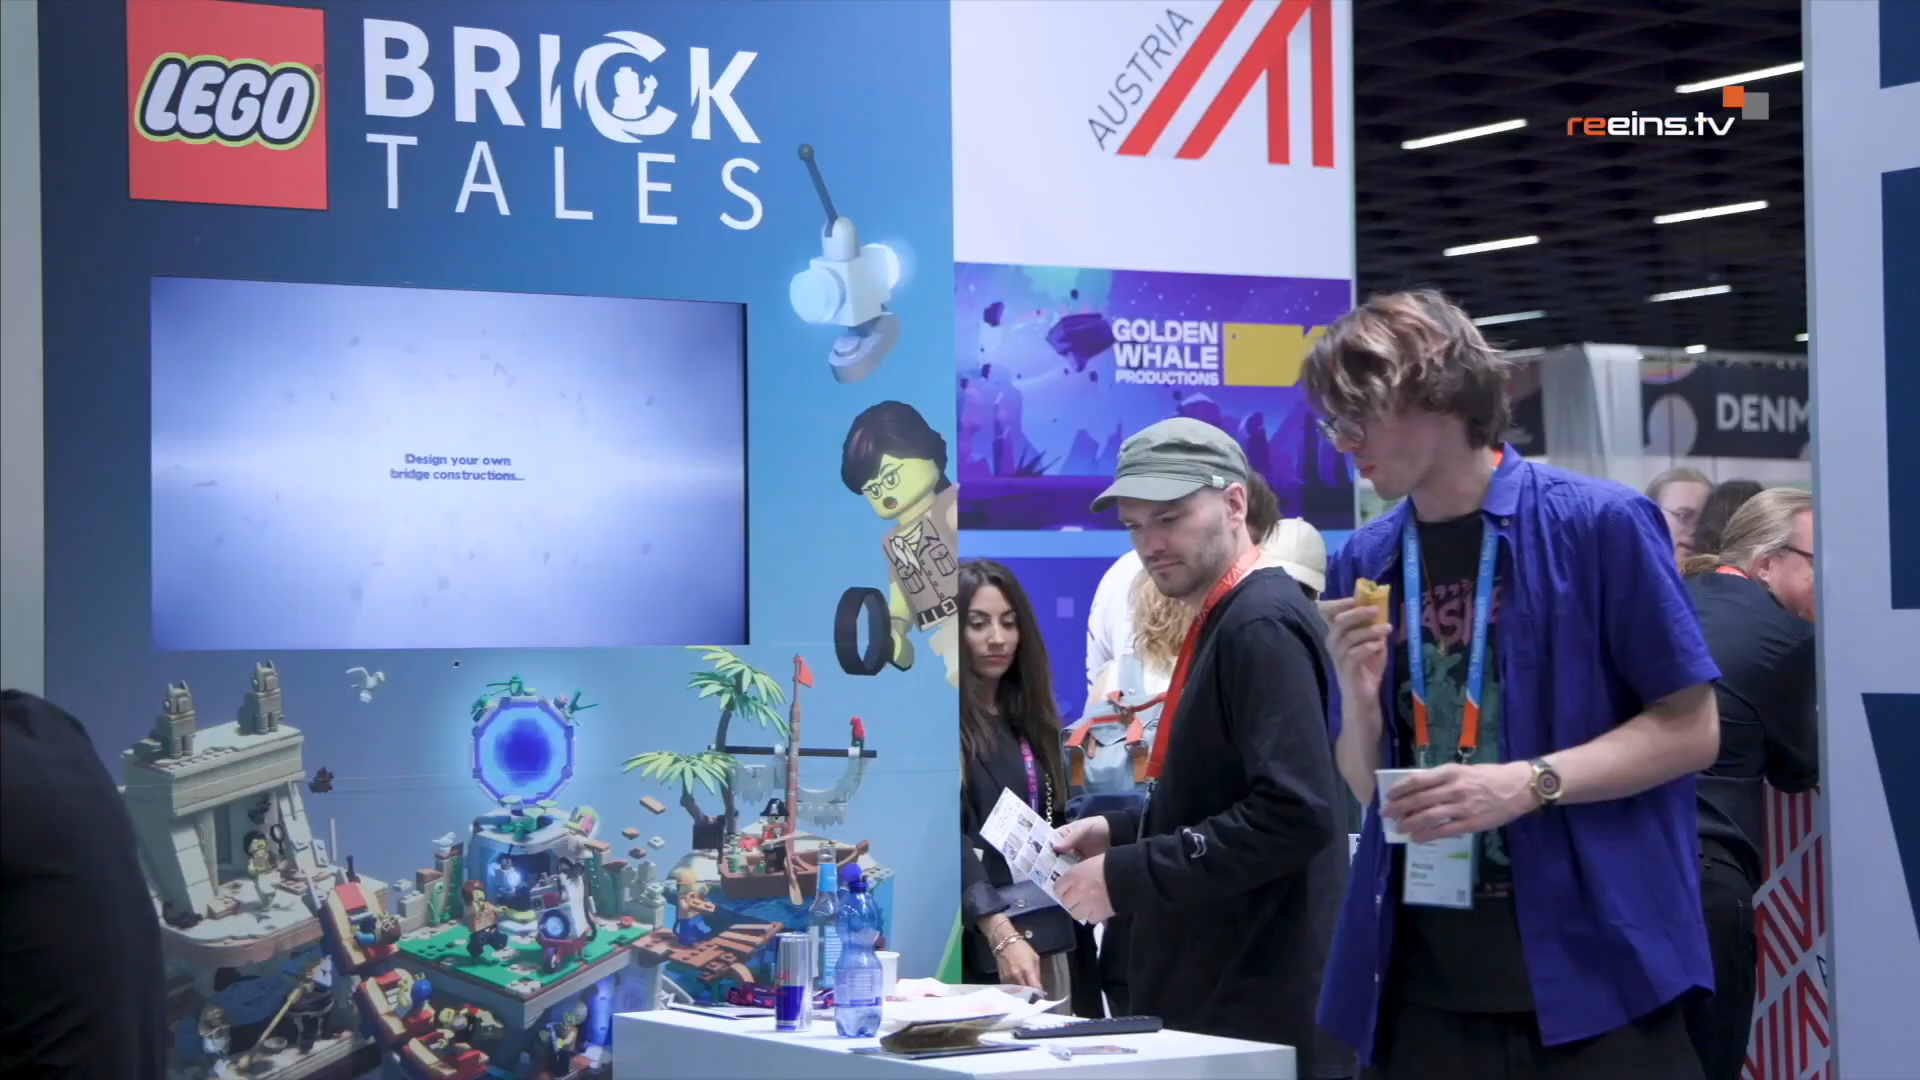 LEGO
BRICK
TALES
AUSTRIA
reeins.tv
GOLDEN
WHALE
PRODUCTIONS
DENM
Design your own
bridge constructions...